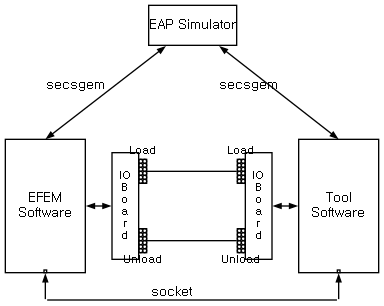 EAP Simulator
secsgem
secsgem
Load
Load
EFEM
Software
IO
Board
IO
Board
Tool
Software
Unload
Unload
socket